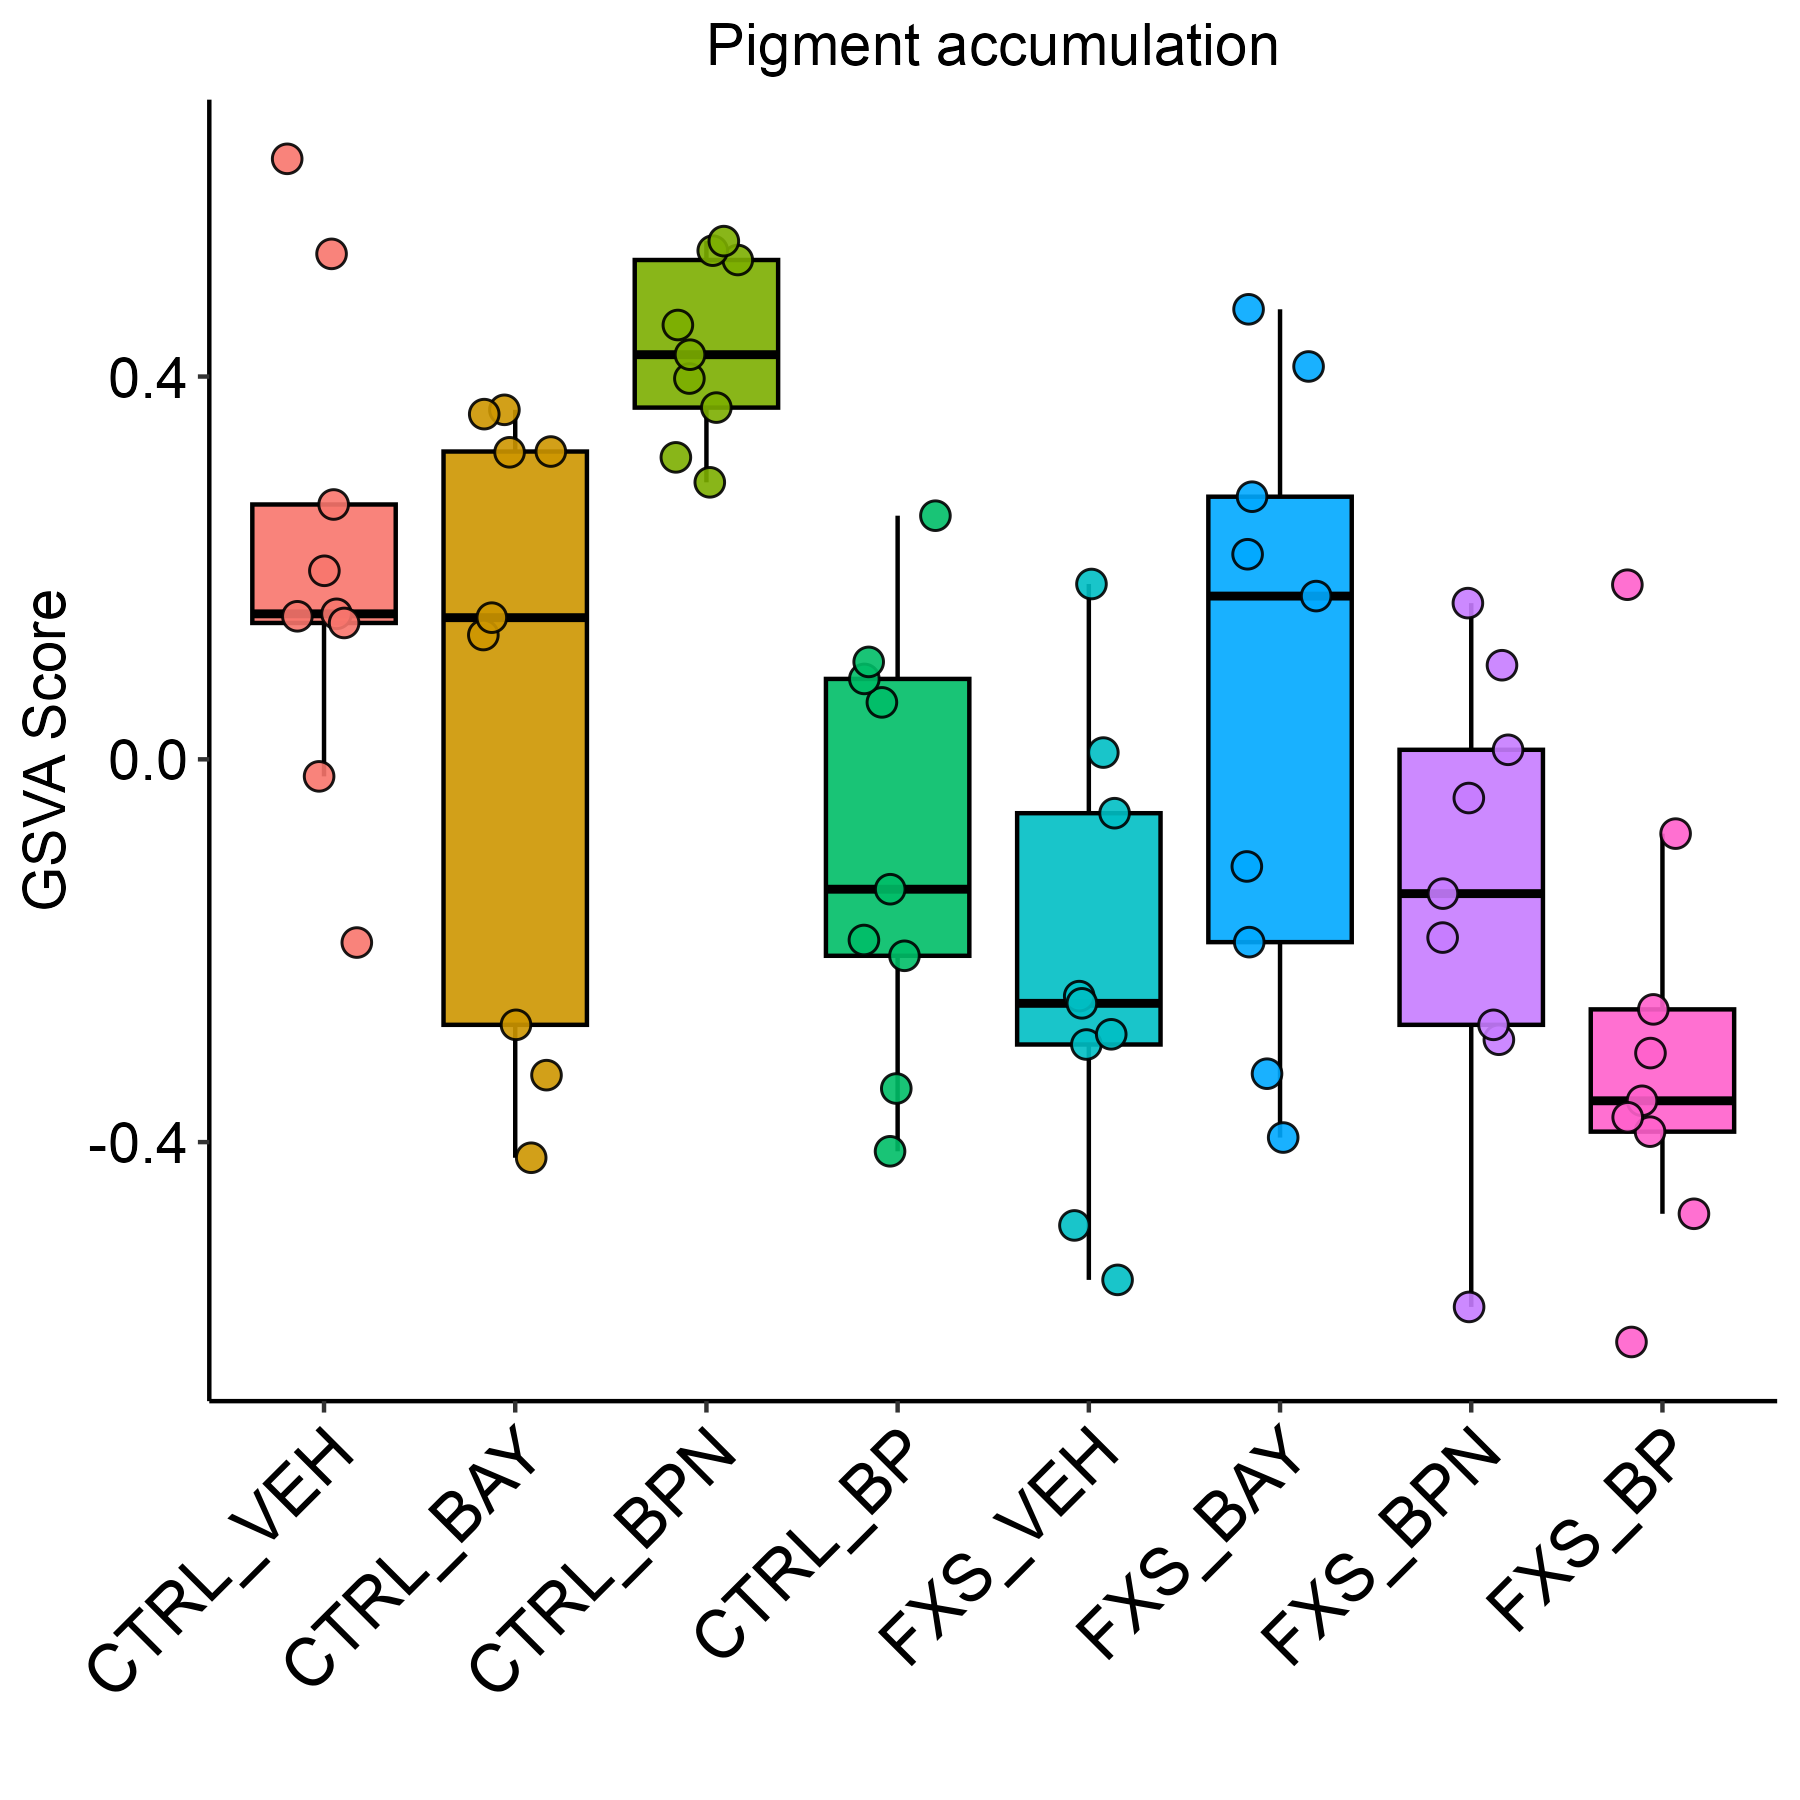 Pigment accumulation
GSVA Score
0.4
0.0
-0.4
CTRL_VEH
CTRL_BAY
CTRL_BPN
CTRL_BP
FXS_VEH
FXS_BAY
FXS_BPN
FXS_BP